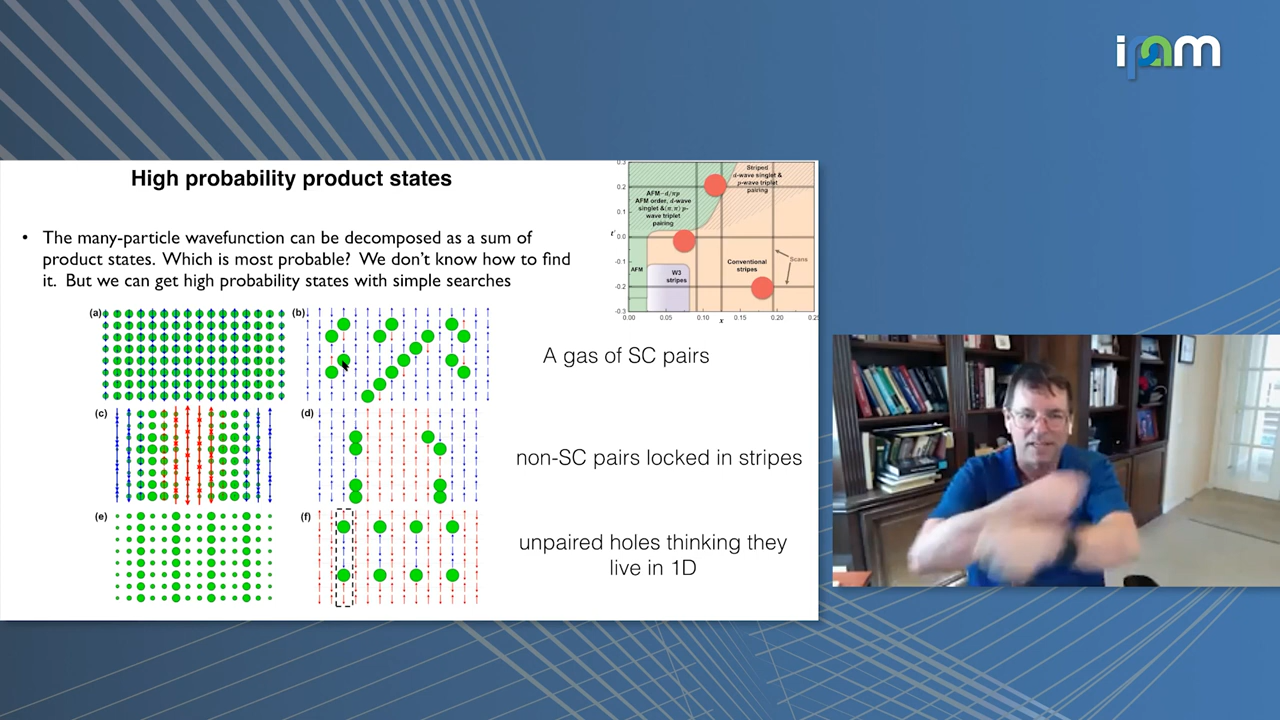 ipam
High probability product states
• The many-particle wavefunction can be decomposed as a sum of
product states. Which is most probable? We don't know how to find
it. But we can get high probability states with simple searches
(a)
(b)
(c)
(d)
(e)
(f)
0.3
0.2
0.1
0.0
-0.1
-0.2
-0.3
t'
0.00
0.05
0.10
0.15
0.20
0.25
x
AFM - d/πp
AFM order, d-wave
singlet & (π, π) p-
wave triplet
pairing
Striped
d-wave singlet &
p-wave triplet
pairing
AFM
W3
stripes
Conventional
stripes
Scans
A gas of SC pairs
non-SC pairs locked in stripes
unpaired holes thinking they
live in 1D